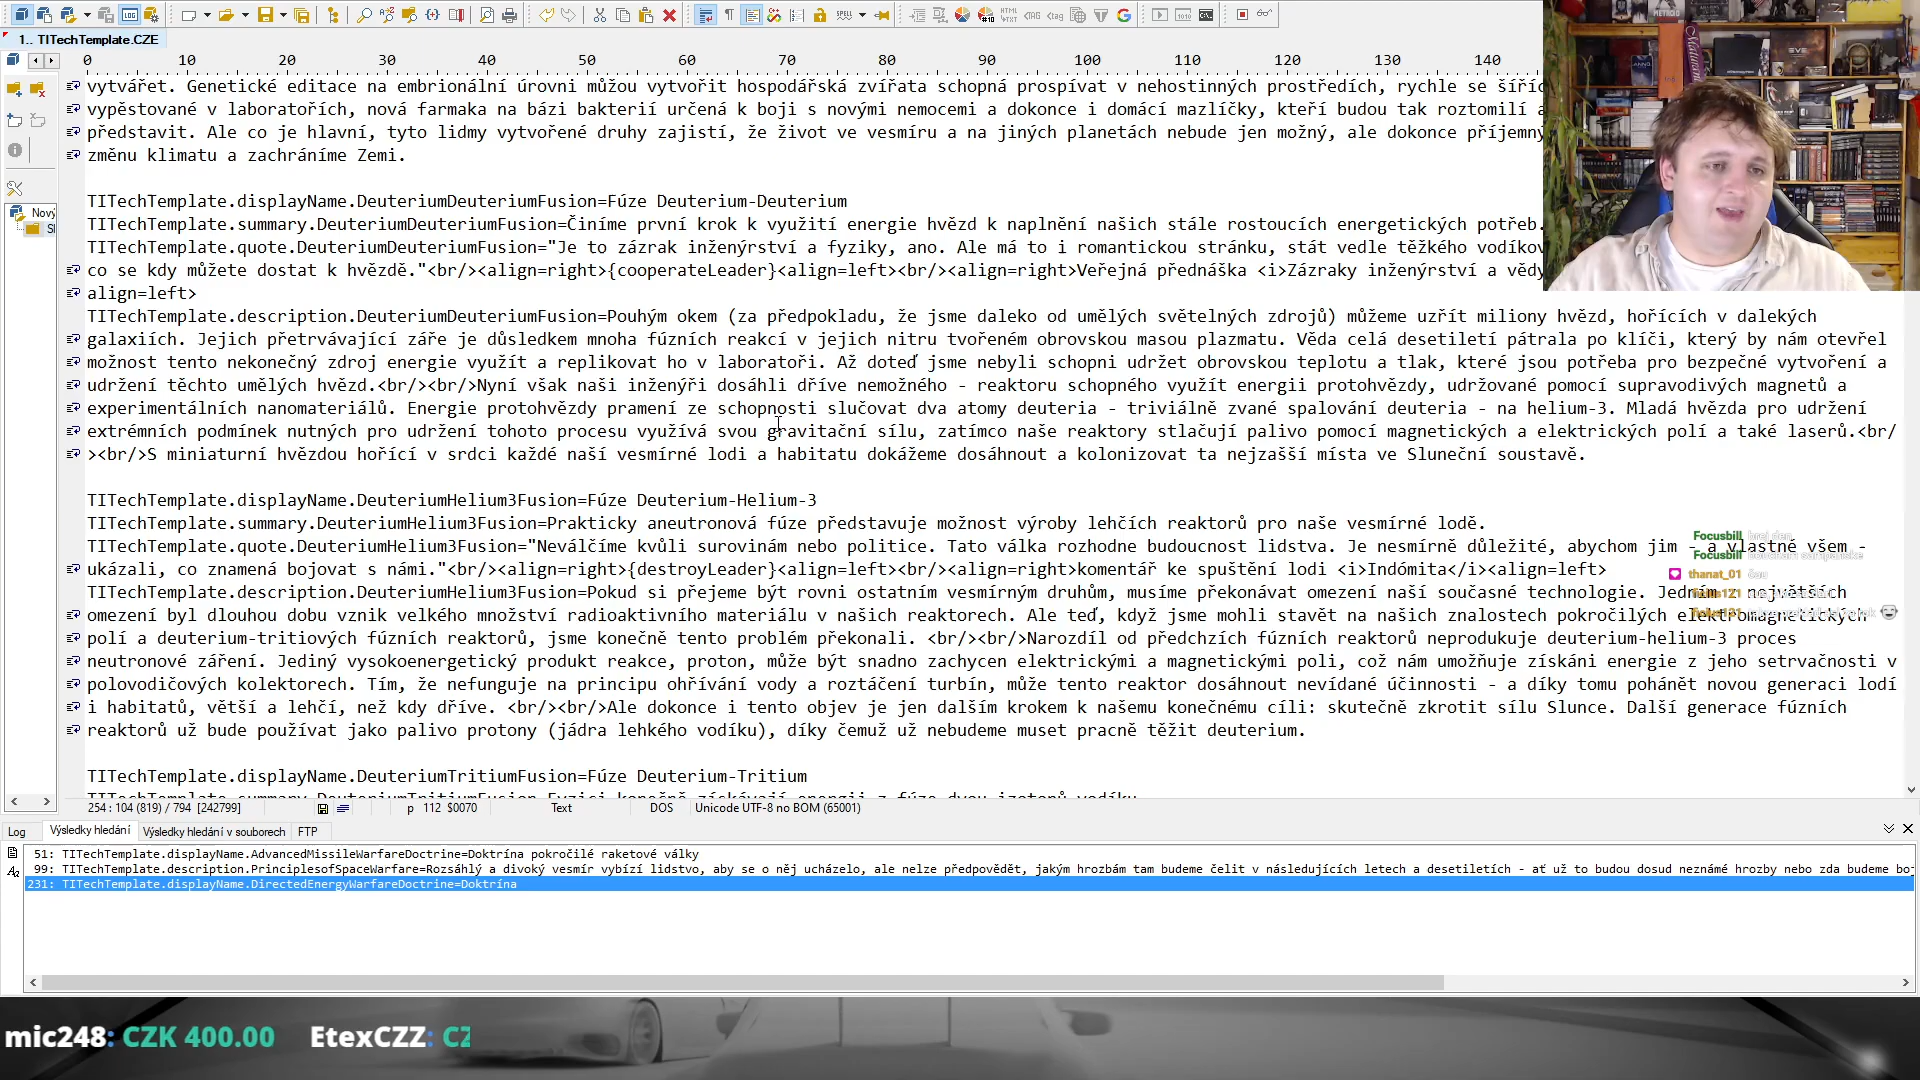 1.. TITechTemplate.CZE
0 10 20 30 40 50 60 70 80 90 100 110 120 130 140
vytvářet. Genetické editace na embrionální úrovni můžou vytvořit hospodářská zvířata schopná prospívat v nehostinných prostředích, rychle se šíříc
vypěstované v laboratořích, nová farmaka na bázi bakterií určená k boji s novými nemocemi a dokonce i domácí mazlíčky, kteří budou tak roztomilí a
představit. Ale co je hlavní, tyto lidmy vytvořené druhy zajistí, že život ve vesmíru a na jiných planetách nebude jen možný, ale dokonce příjemný
změnu klimatu a zachráníme Zemi.
TITechTemplate.displayName.DeuteriumDeuteriumFusion=Fúze Deuterium-Deuterium
TITechTemplate.summary.DeuteriumDeuteriumFusion=Činíme první krok k využití energie hvězd k naplnění našich stále rostoucích energetických potřeb.
TITechTemplate.quote.DeuteriumDeuteriumFusion="Je to zázrak inženýrství a fyziky, ano. Ale má to i romantickou stránku, stát vedle těžkého vodíkov
co se kdy můžete dostat k hvězdě."<br/><align=right>{cooperateLeader}<align=left><br/><align=right>Veřejná přednáška <i>Zázraky inženýrství a vědy
align=left>
TITechTemplate.description.DeuteriumDeuteriumFusion=Pouhým okem (za předpokladu, že jsme daleko od umělých světelných zdrojů) můžeme uzřít miliony hvězd, hořících v dalekých
galaxiích. Jejich přetrvávající záře je důsledkem mnoha fúzních reakcí v jejich nitru tvořeném obrovskou masou plazmatu. Věda celá desetiletí pátrala po klíči, který by nám otevřel
možnost tento nekonečný zdroj energie využít a replikovat ho v laboratoři. Až doteď jsme nebyli schopni udržet obrovskou teplotu a tlak, které jsou potřeba pro bezpečné vytvoření a
udržení těchto umělých hvězd.<br/><br/>Nyní však naši inženýři dosáhli dříve nemožného - reaktoru schopného využít energii protohvězdy, udržované pomocí supravodivých magnetů a
experimentálních nanomateriálů. Energie protohvězdy pramení ze schopnosti slučovat dva atomy deuteria - triviálně zvané spalování deuteria - na helium-3. Mladá hvězda pro udržení
extrémních podmínek nutných pro udržení tohoto procesu využívá svou gravitační sílu, zatímco naše reaktory stlačují palivo pomocí magnetických a elektrických polí a také laserů.<br/
><br/>S miniaturní hvězdou hořící v srdci každé naší vesmírné lodi a habitatu dokážeme dosáhnout a kolonizovat ta nejzašší místa ve Sluneční soustavě.
TITechTemplate.displayName.DeuteriumHelium3Fusion=Fúze Deuterium-Helium-3
TITechTemplate.summary.DeuteriumHelium3Fusion=Prakticky aneutronová fúze představuje možnost výroby lehčích reaktorů pro naše vesmírné lodě.
TITechTemplate.quote.DeuteriumHelium3Fusion="Neválčíme kvůli surovinám nebo politice. Tato válka rozhodne budoucnost lidstva. Je nesmírně důležité, abychom jim - a vlastně všem -
ukázali, co znamená bojovat s námi."<br/><align=right>{destroyLeader}<align=left><br/><align=right>komentář ke spuštění lodi <i>Indómita</i><align=left>
TITechTemplate.description.DeuteriumHelium3Fusion=Pokud si přejeme být rovni ostatním vesmírným druhům, musíme překonávat omezení naší současné technologie. Jedním z největších
omezení byl dlouhou dobu vznik velkého množství radioaktivního materiálu v našich reaktorech. Ale teď, když jsme mohli stavět na našich znalostech pokročilých elektromagnetických
polí a deuterium-tritiových fúzních reaktorů, jsme konečně tento problém překonali. <br/><br/>Narozdíl od předchzích fúzních reaktorů neprodukuje deuterium-helium-3 proces
neutronové záření. Jediný vysokoenergetický produkt reakce, proton, může být snadno zachycen elektrickými a magnetickými poli, což nám umožňuje získáni energie z jeho setrvačnosti v
polovodičových kolektorech. Tím, že nefunguje na principu ohřívání vody a roztáčení turbín, může tento reaktor dosáhnout nevídané účinnosti - a díky tomu pohánět novou generaci lodí
i habitatů, větší a lehčí, než kdy dříve. <br/><br/>Ale dokonce i tento objev je jen dalším krokem k našemu konečnému cíli: skutečně zkrotit sílu Slunce. Další generace fúzních
reaktorů už bude používat jako palivo protony (jádra lehkého vodíku), díky čemuž už nebudeme muset pracně těžit deuterium.
TITechTemplate.displayName.DeuteriumTritiumFusion=Fúze Deuterium-Tritium
Nový
Focusbill
Focusbill
thanat_01 čau
254 : 104 (819) / 794 [242799] p 112 $0070 Text DOS Unicode UTF-8 no BOM (65001)
Log Výsledky hledání Výsledky hledání v souborech FTP
51: TITechTemplate.displayName.AdvancedMissileWarfareDoctrine=Doktrína pokročilé raketové války
99: TITechTemplate.description.PrinciplesofSpaceWarfare=Rozsáhlý a divoký vesmír vybízí lidstvo, aby se o něj ucházelo, ale nelze předpovědět, jakým hrozbám tam budeme čelit v následujících letech a desetiletích - ať už to budou dosud neznámé hrozby nebo zda budeme bo
231: TITechTemplate.displayName.DirectedEnergyWarfareDoctrine=Doktrína
mic248: CZK 400.00 EtexCZZ: CZ